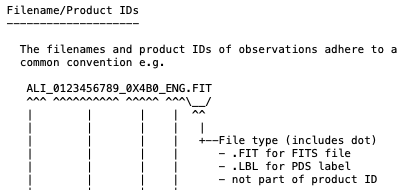 Filename/Product IDs
--------------------
The filenames and product IDs of observations adhere to a
common convention e.g.
ALI_0123456789_0X4B0_ENG.FIT
^^^ ^^^^^^^^^^ ^^^^^ ^^^\__/
|        |       |    |  ^^
|        |       |    |   |
|        |       |    |   +--File type (includes dot)
|        |       |    |      - .FIT for FITS file
|        |       |    |      - .LBL for PDS label
|        |       |    |      - not part of product ID